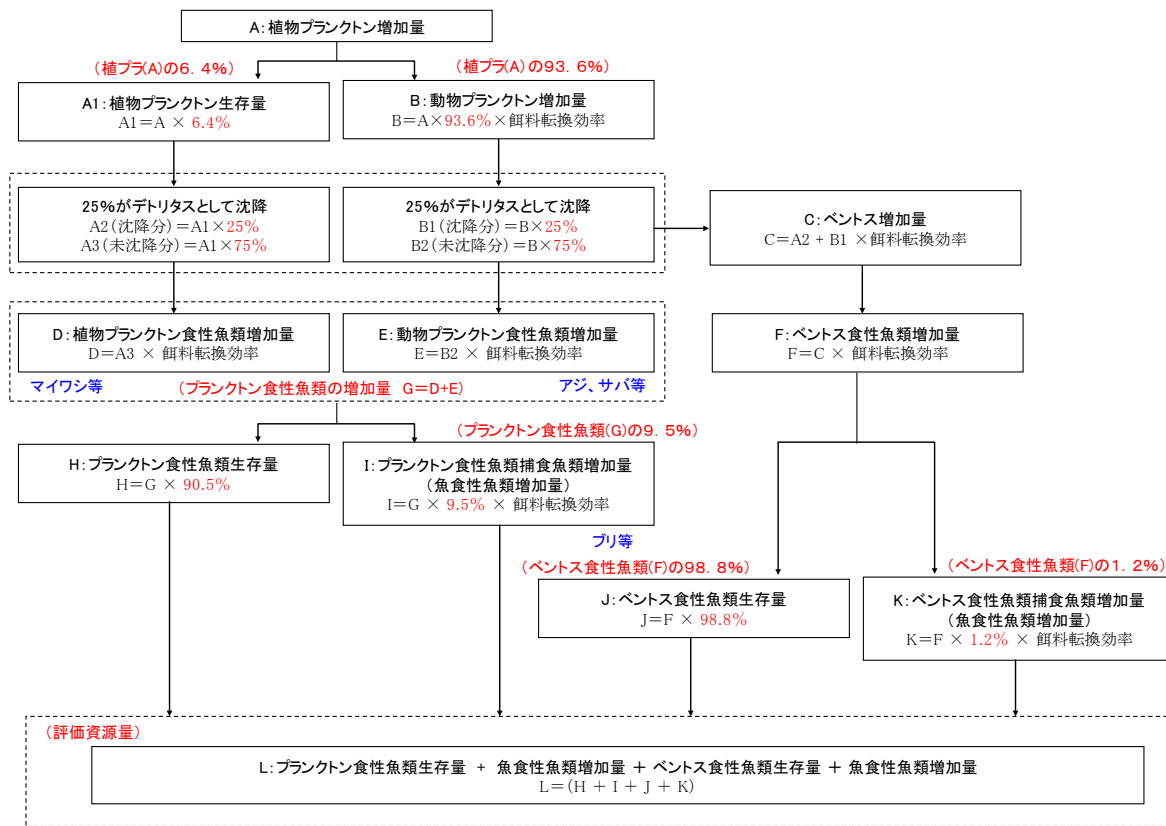 A:植物プランクトン増加量
(植プラ(A)の6．4％)
(植プラ(A)の93．6％)
A1:植物プランクトン生存量
A1＝A × 6.4%
B:動物プランクトン増加量
B＝A×93.6%×餌料転換効率
25％がデトリタスとして沈降
A2(沈降分)＝A1×25%
A3(未沈降分)＝A1×75%
25％がデトリタスとして沈降
B1(沈降分)＝B×25%
B2(未沈降分)＝B×75%
C:ベントス増加量
C＝A2 + B1 ×餌料転換効率
D:植物プランクトン食性魚類増加量
D＝A3 × 餌料転換効率
E:動物プランクトン食性魚類増加量
E＝B2 × 餌料転換効率
F:ベントス食性魚類増加量
F＝C × 餌料転換効率
マイワシ等
(プランクトン食性魚類の増加量 G＝D+E)
アジ、サバ等
(プランクトン食性魚類(G)の9．5％)
H:プランクトン食性魚類生存量
H＝G × 90.5%
I:プランクトン食性魚類捕食魚類増加量
(魚食性魚類増加量)
I＝G × 9.5% × 餌料転換効率
ブリ等
(ベントス食性魚類(F)の98．8％)
(ベントス食性魚類(F)の1．2％)
J:ベントス食性魚類生存量
J＝F × 98.8%
K:ベントス食性魚類捕食魚類増加量
(魚食性魚類増加量)
K＝F × 1.2% × 餌料転換効率
(評価資源量)
L:プランクトン食性魚類生存量 + 魚食性魚類増加量 ＋ ベントス食性魚類生存量 ＋ 魚食性魚類増加量
L＝(H + I + J + K)